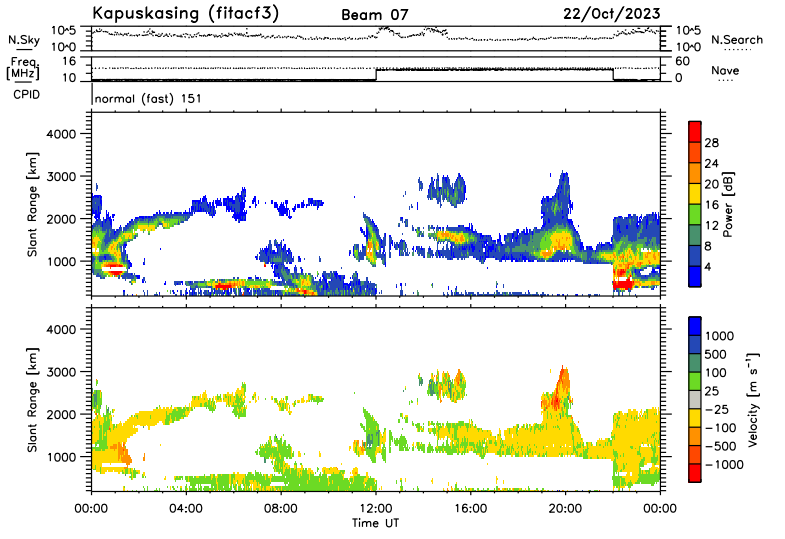 Kapuskasing (fitacf3) Beam 07 22/Oct/2023
N.Sky 10^5 10^0 10^5 10^0 N.Search
Freq. [MHz] 16 10 60 0 Nave
CPID normal (fast) 151
Slant Range [km] 4000 3000 2000 1000
Power [dB] 28 24 20 16 12 8 4
Slant Range [km] 4000 3000 2000 1000
Velocity [m s⁻¹] 1000 500 100 25 −25 −100 −500 −1000
00:00 04:00 08:00 12:00 16:00 20:00 00:00
Time UT